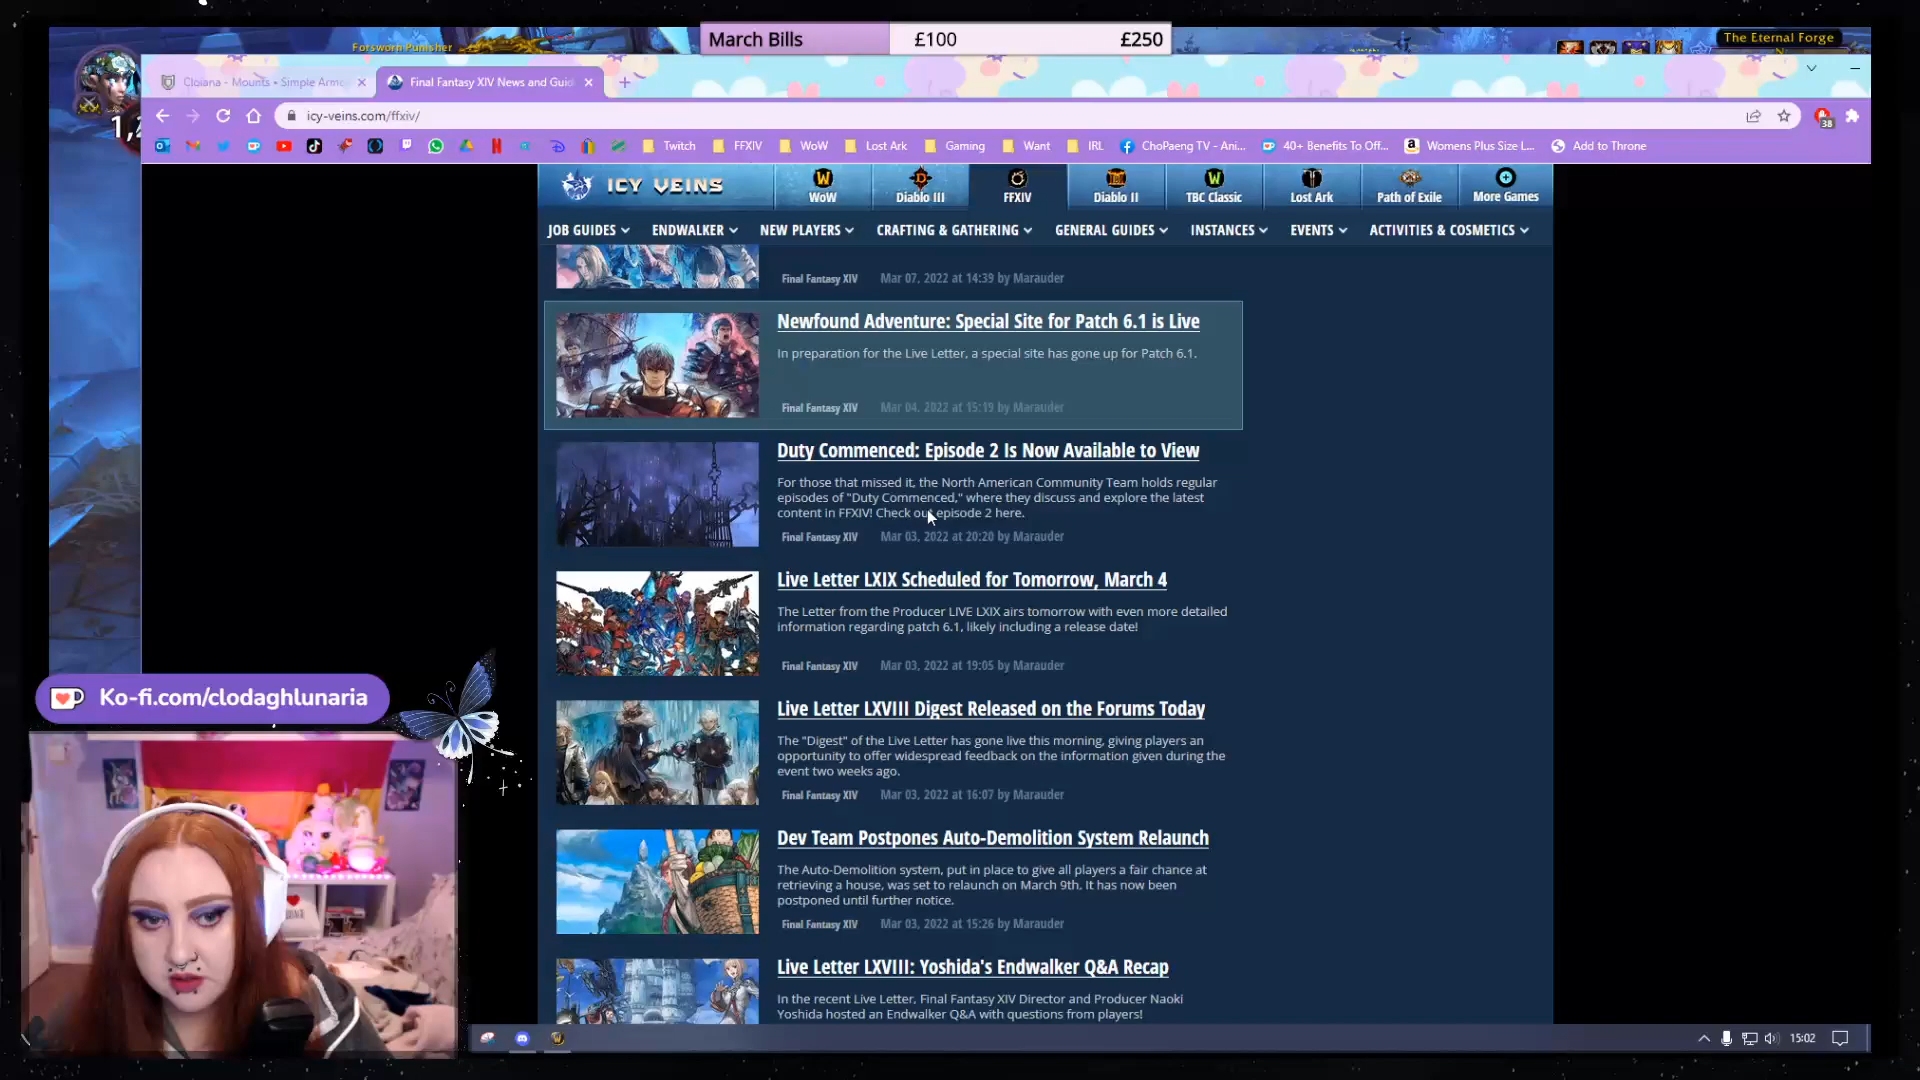 Forsworn Punisher
March Bills £100 £250
The Eternal Forge
1,
Cloiana - Mounts • Simple Armo
Final Fantasy XIV News and Guid
icy-veins.com/ffxiv/
38
Twitch FFXIV WoW Lost Ark Gaming Want IRL ChoPaeng TV - Ani... 40+ Benefits To Off... Womens Plus Size L... Add to Throne
ICY VEINS
WoW Diablo III FFXIV Diablo II TBC Classic Lost Ark Path of Exile More Games
JOB GUIDES ENDWALKER NEW PLAYERS CRAFTING & GATHERING GENERAL GUIDES INSTANCES EVENTS ACTIVITIES & COSMETICS
Final Fantasy XIV Mar 07, 2022 at 14:39 by Marauder
Newfound Adventure: Special Site for Patch 6.1 is Live
In preparation for the Live Letter, a special site has gone up for Patch 6.1.
Final Fantasy XIV Mar 04, 2022 at 15:19 by Marauder
Duty Commenced: Episode 2 Is Now Available to View
For those that missed it, the North American Community Team holds regular
episodes of "Duty Commenced," where they discuss and explore the latest
content in FFXIV! Check out episode 2 here.
Final Fantasy XIV Mar 03, 2022 at 20:20 by Marauder
Live Letter LXIX Scheduled for Tomorrow, March 4
The Letter from the Producer LIVE LXIX airs tomorrow with even more detailed
information regarding patch 6.1, likely including a release date!
Final Fantasy XIV Mar 03, 2022 at 19:05 by Marauder
Live Letter LXVIII Digest Released on the Forums Today
The "Digest" of the Live Letter has gone live this morning, giving players an
opportunity to offer widespread feedback on the information given during the
event two weeks ago.
Final Fantasy XIV Mar 03, 2022 at 16:07 by Marauder
Dev Team Postpones Auto-Demolition System Relaunch
The Auto-Demolition system, put in place to give all players a fair chance at
retrieving a house, was set to relaunch on March 9th. It has now been
postponed until further notice.
Final Fantasy XIV Mar 03, 2022 at 15:26 by Marauder
Live Letter LXVIII: Yoshida's Endwalker Q&A Recap
In the recent Live Letter, Final Fantasy XIV Director and Producer Naoki
Yoshida hosted an Endwalker Q&A with questions from players!
Ko-fi.com/clodaghlunaria
15:02